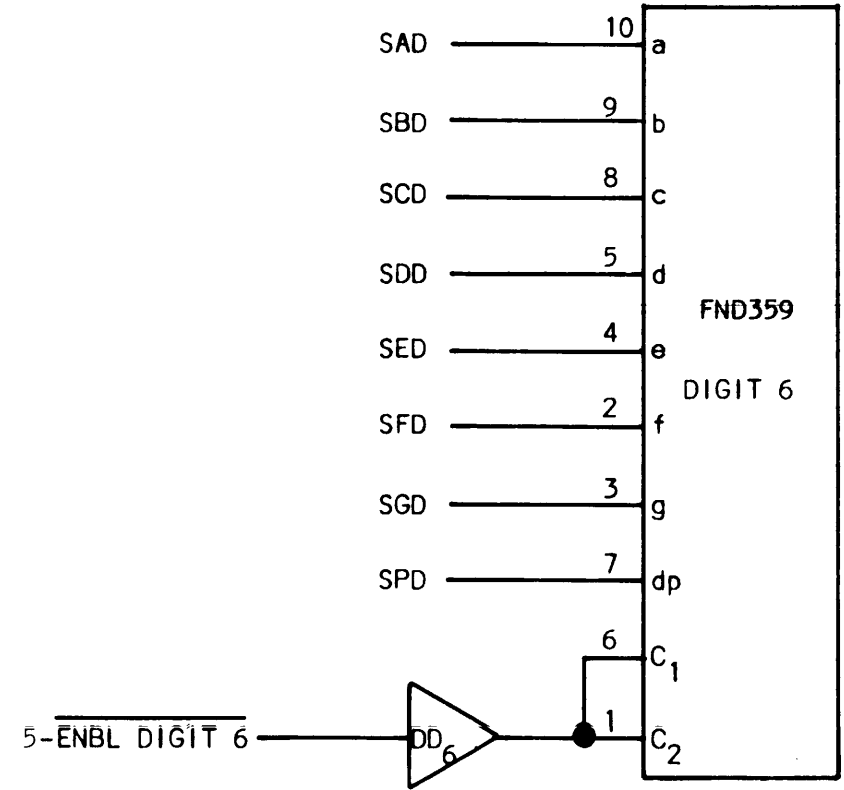 SAD 10 a
SBD 9 b
SCD 8 c
SDD 5 d
FND359
SED 4 e
DIGIT 6
SFD 2 f
SGD 3 g
SPD 7 dp
6 C1
5-ENBL DIGIT 6 DD6 1 C2